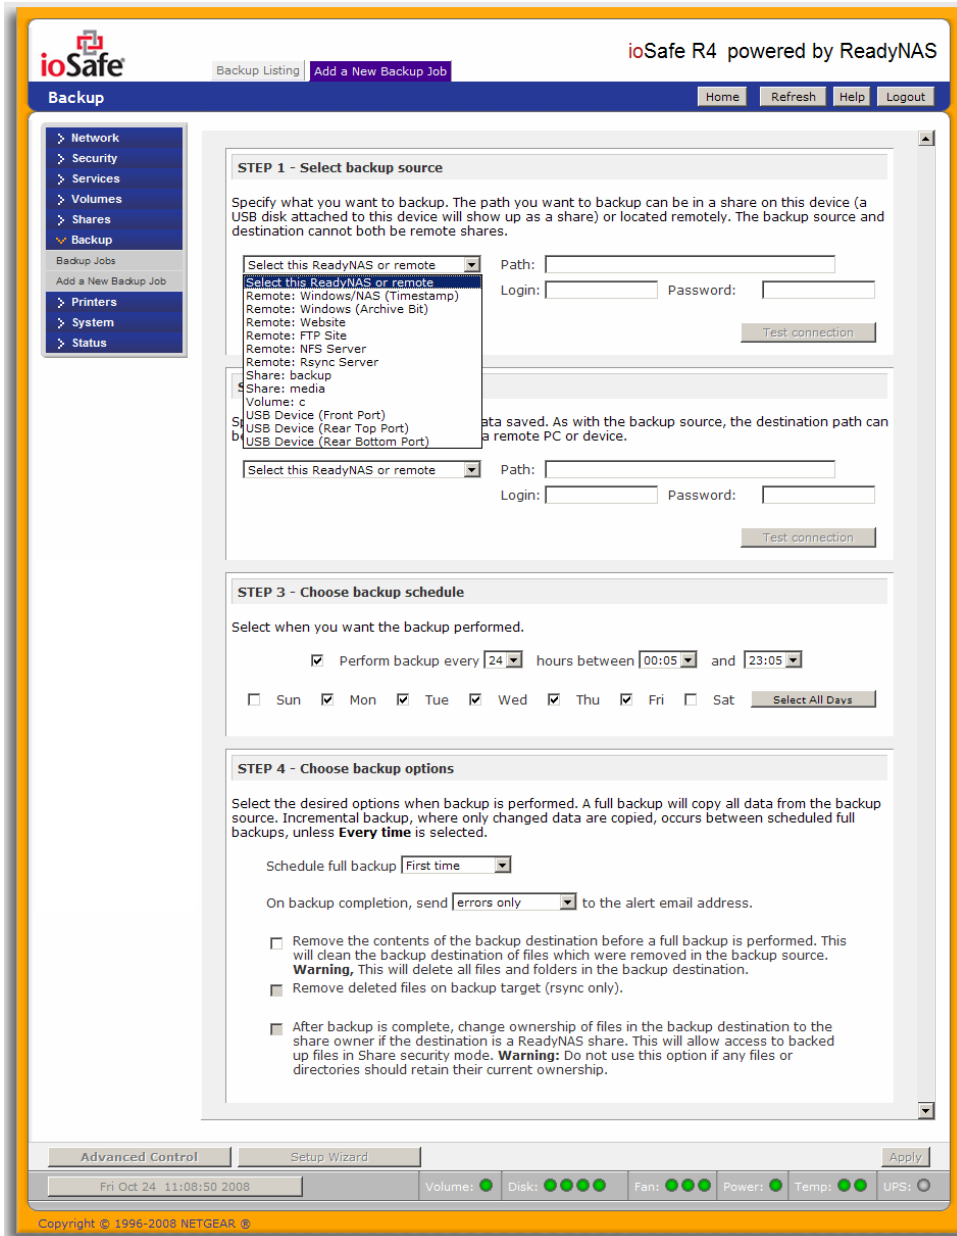 ioSafe
ioSafe R4 powered by ReadyNAS
Backup Listing
Add a New Backup Job
Backup
Home
Refresh
Help
Logout
Network
Security
Services
Volumes
Shares
Backup
Backup Jobs
Add a New Backup Job
Printers
System
Status
STEP 1 - Select backup source
Specify what you want to backup. The path you want to backup can be in a share on this device (a
USB disk attached to this device will show up as a share) or located remotely. The backup source and
destination cannot both be remote shares.
Select this ReadyNAS or remote
Path:
Login:
Password:
Test connection
Select this ReadyNAS or remote
Remote: Windows/NAS (Timestamp)
Remote: Windows (Archive Bit)
Remote: Website
Remote: FTP Site
Remote: NFS Server
Remote: Rsync Server
Share: backup
Share: media
Volume: c
USB Device (Front Port)
USB Device (Rear Top Port)
USB Device (Rear Bottom Port)
ata saved. As with the backup source, the destination path can
a remote PC or device.
Select this ReadyNAS or remote
Path:
Login:
Password:
Test connection
STEP 3 - Choose backup schedule
Select when you want the backup performed.
Perform backup every 24 hours between 00:05 and 23:05
Sun Mon Tue Wed Thu Fri Sat Select All Days
STEP 4 - Choose backup options
Select the desired options when backup is performed. A full backup will copy all data from the backup
source. Incremental backup, where only changed data are copied, occurs between scheduled full
backups, unless Every time is selected.
Schedule full backup First time
On backup completion, send errors only to the alert email address.
Remove the contents of the backup destination before a full backup is performed. This
will clean the backup destination of files which were removed in the backup source.
Warning, This will delete all files and folders in the backup destination.
Remove deleted files on backup target (rsync only).
After backup is complete, change ownership of files in the backup destination to the
share owner if the destination is a ReadyNAS share. This will allow access to backed
up files in Share security mode. Warning: Do not use this option if any files or
directories should retain their current ownership.
Advanced Control
Setup Wizard
Apply
Fri Oct 24 11:08:50 2008
Volume:
Disk:
Fan:
Power:
Temp:
UPS:
Copyright © 1996-2008 NETGEAR ®